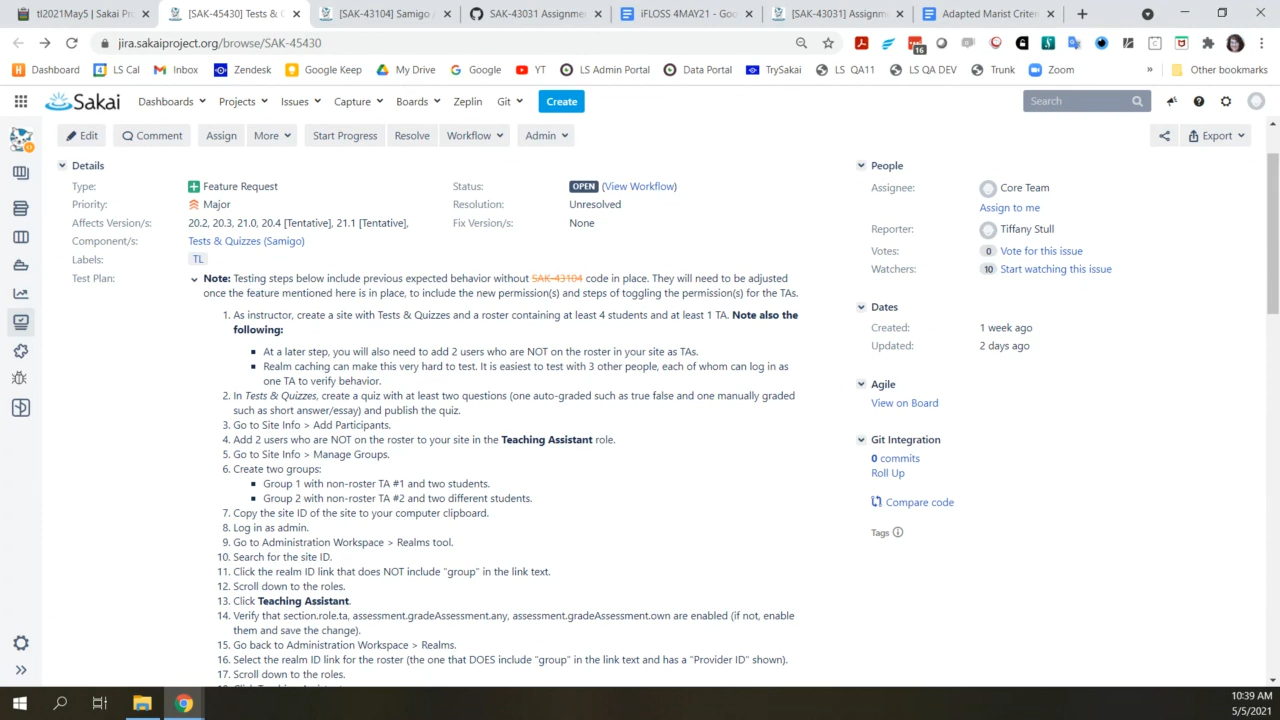 tl2021May5 | Sakai Pro
[SAK-45430] Tests & C
[SAK-43104] Samigo /
SAK-43031 Assignmen
iFLOSS 4MAY21 - Goo
[SAK-43031] Assignme
Adapted Marist Criter
jira.sakaiproject.org/browse/SAK-45430
16
Dashboard
LS Cal
Inbox
Zendesk
Google Keep
My Drive
Google
YT
LS Admin Portal
Data Portal
TrySakai
LS QA11
LS QA DEV
Trunk
Zoom
»
Other bookmarks
Sakai
Dashboards
Projects
Issues
Capture
Boards
Zeplin
Git
Create
Search
Edit
Comment
Assign
More
Start Progress
Resolve
Workflow
Admin
Export
Details
Type:
Feature Request
Status:
OPEN (View Workflow)
Priority:
Major
Resolution:
Unresolved
Affects Version/s:
20.2, 20.3, 21.0, 20.4 [Tentative], 21.1 [Tentative],
Fix Version/s:
None
Component/s:
Tests & Quizzes (Samigo)
Labels:
TL
Test Plan:
Note: Testing steps below include previous expected behavior without SAK-43104 code in place. They will need to be adjusted
once the feature mentioned here is in place, to include the new permission(s) and steps of toggling the permission(s) for the TAs.
1. As instructor, create a site with Tests & Quizzes and a roster containing at least 4 students and at least 1 TA. Note also the
following:
▪ At a later step, you will also need to add 2 users who are NOT on the roster in your site as TAs.
▪ Realm caching can make this very hard to test. It is easiest to test with 3 other people, each of whom can log in as
one TA to verify behavior.
2. In Tests & Quizzes, create a quiz with at least two questions (one auto-graded such as true false and one manually graded
such as short answer/essay) and publish the quiz.
3. Go to Site Info > Add Participants.
4. Add 2 users who are NOT on the roster to your site in the Teaching Assistant role.
5. Go to Site Info > Manage Groups.
6. Create two groups:
▪ Group 1 with non-roster TA #1 and two students.
▪ Group 2 with non-roster TA #2 and two different students.
7. Copy the site ID of the site to your computer clipboard.
8. Log in as admin.
9. Go to Administration Workspace > Realms tool.
10. Search for the site ID.
11. Click the realm ID link that does NOT include "group" in the link text.
12. Scroll down to the roles.
13. Click Teaching Assistant.
14. Verify that section.role.ta, assessment.gradeAssessment.any, assessment.gradeAssessment.own are enabled (if not, enable
them and save the change).
15. Go back to Administration Workspace > Realms.
16. Select the realm ID link for the roster (the one that DOES include "group" in the link text and has a "Provider ID" shown).
17. Scroll down to the roles.
People
Assignee:
Core Team
Assign to me
Reporter:
Tiffany Stull
Votes:
0 Vote for this issue
Watchers:
10 Start watching this issue
Dates
Created:
1 week ago
Updated:
2 days ago
Agile
View on Board
Git Integration
0 commits
Roll Up
Compare code
Tags
10:39 AM
5/5/2021